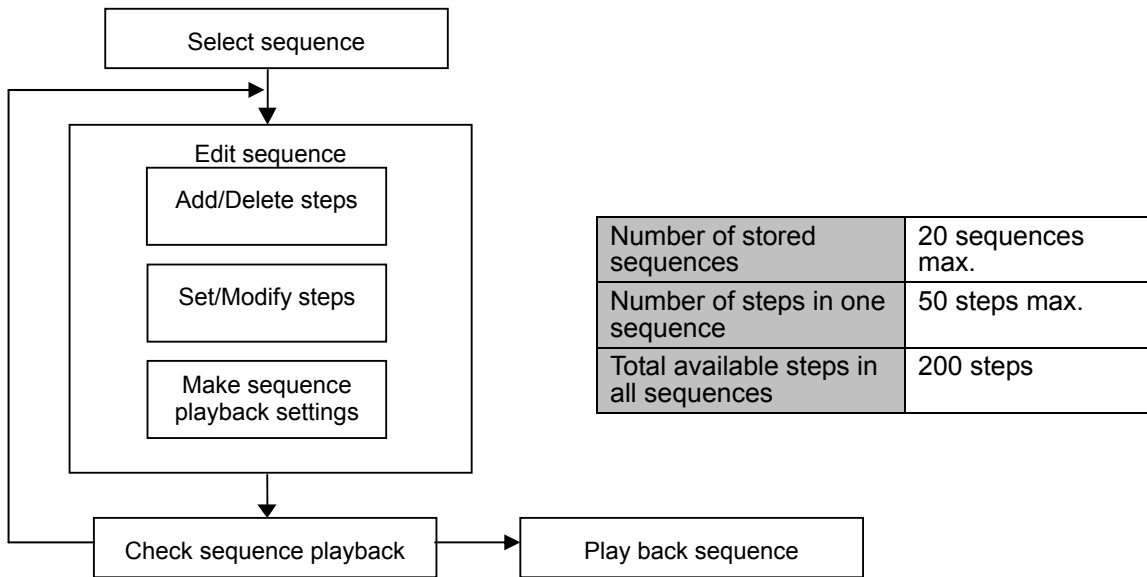 Select sequence
Edit sequence
Add/Delete steps
Set/Modify steps
Make sequence
playback settings
Check sequence playback
Play back sequence
Number of stored
sequences
20 sequences
max.
Number of steps in one
sequence
50 steps max.
Total available steps in
all sequences
200 steps